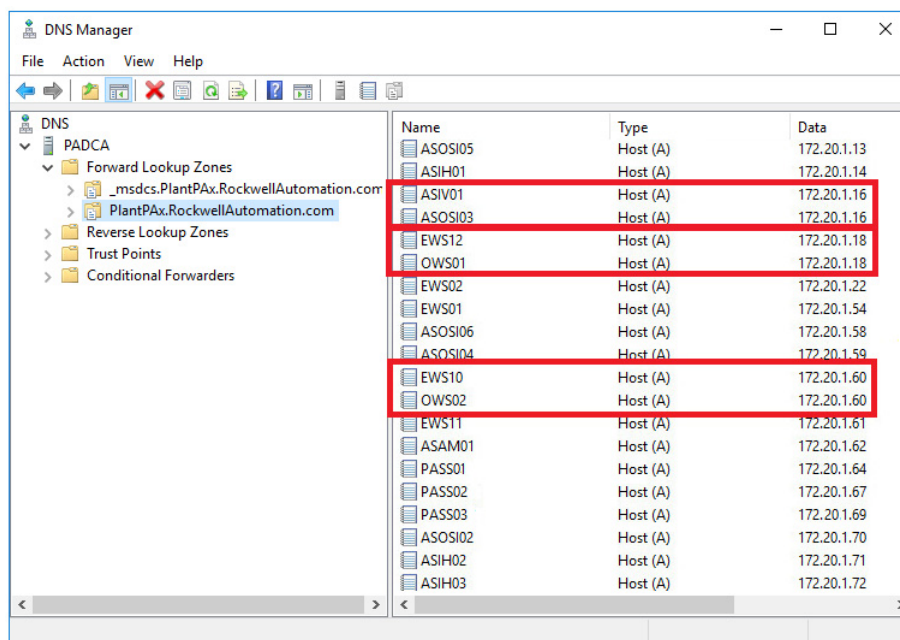 DNS Manager
File Action View Help
DNS
PADCA
Forward Lookup Zones
_msdcs.PlantPAx.RockwellAutomation.com
PlantPAx.RockwellAutomation.com
Reverse Lookup Zones
Trust Points
Conditional Forwarders
Name Type Data
ASOSI05 Host (A) 172.20.1.13
ASIH01 Host (A) 172.20.1.14
ASIV01 Host (A) 172.20.1.16
ASOSI03 Host (A) 172.20.1.16
EWS12 Host (A) 172.20.1.18
OWS01 Host (A) 172.20.1.18
EWS02 Host (A) 172.20.1.22
EWS01 Host (A) 172.20.1.54
ASOSI06 Host (A) 172.20.1.58
ASOSI04 Host (A) 172.20.1.59
EWS10 Host (A) 172.20.1.60
OWS02 Host (A) 172.20.1.60
EWS11 Host (A) 172.20.1.61
ASAM01 Host (A) 172.20.1.62
PASS01 Host (A) 172.20.1.64
PASS02 Host (A) 172.20.1.67
PASS03 Host (A) 172.20.1.69
ASOSI02 Host (A) 172.20.1.70
ASIH02 Host (A) 172.20.1.71
ASIH03 Host (A) 172.20.1.72